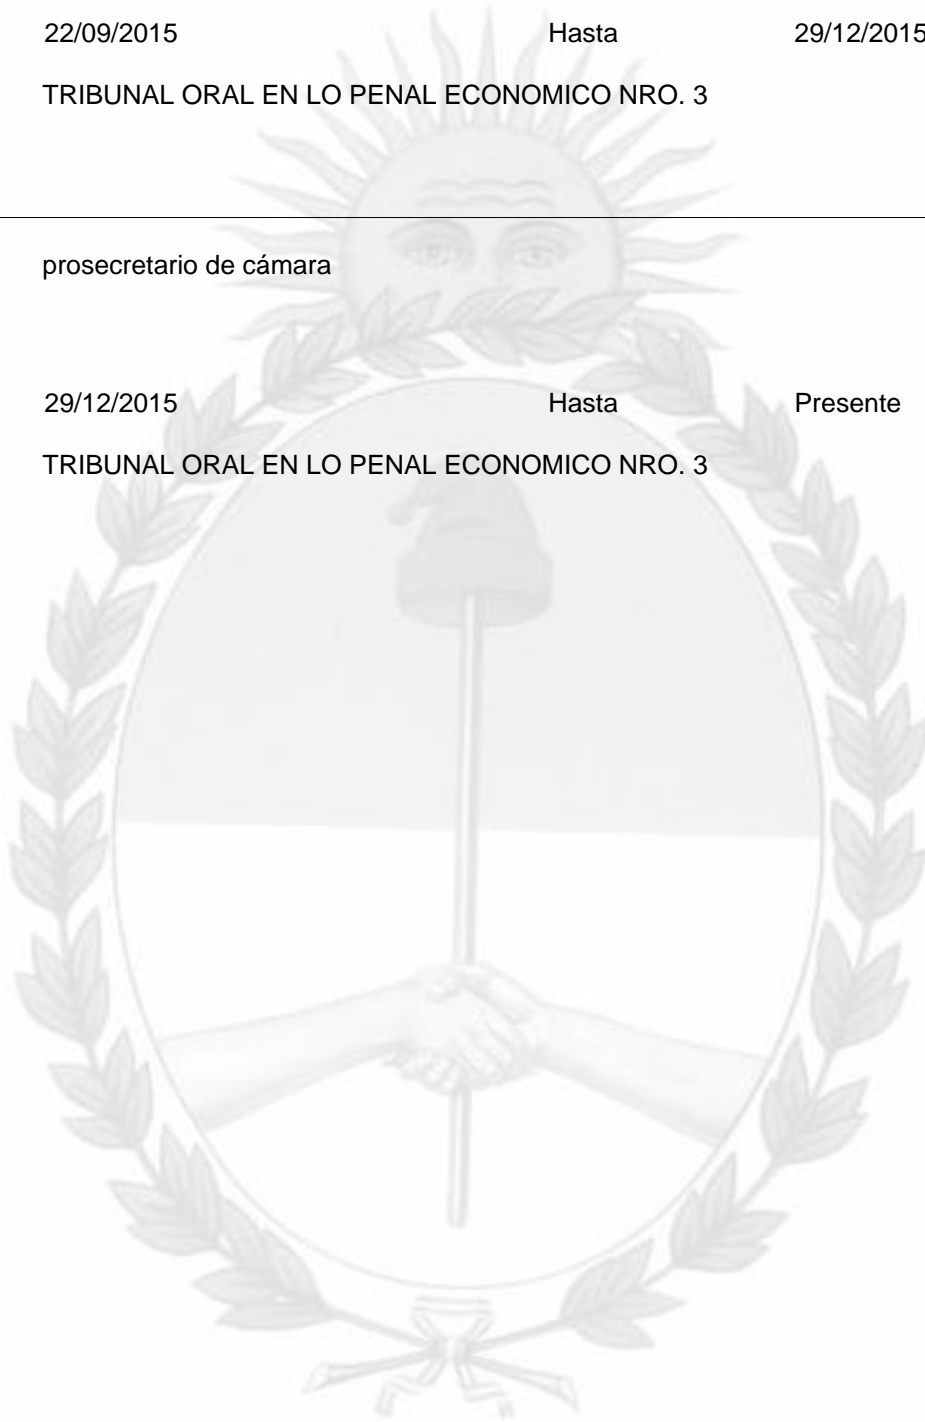 22/09/2015 Hasta 29/12/2015
TRIBUNAL ORAL EN LO PENAL ECONOMICO NRO. 3
prosecretario de cámara
29/12/2015 Hasta Presente
TRIBUNAL ORAL EN LO PENAL ECONOMICO NRO. 3